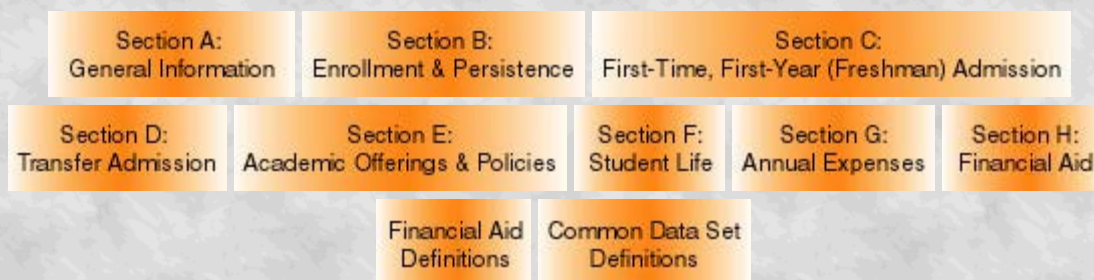 Section A:
General Information
Section B:
Enrollment & Persistence
Section C:
First-Time, First-Year (Freshman) Admission
Section D:
Transfer Admission
Section E:
Academic Offerings & Policies
Section F:
Student Life
Section G:
Annual Expenses
Section H:
Financial Aid
Financial Aid
Definitions
Common Data Set
Definitions